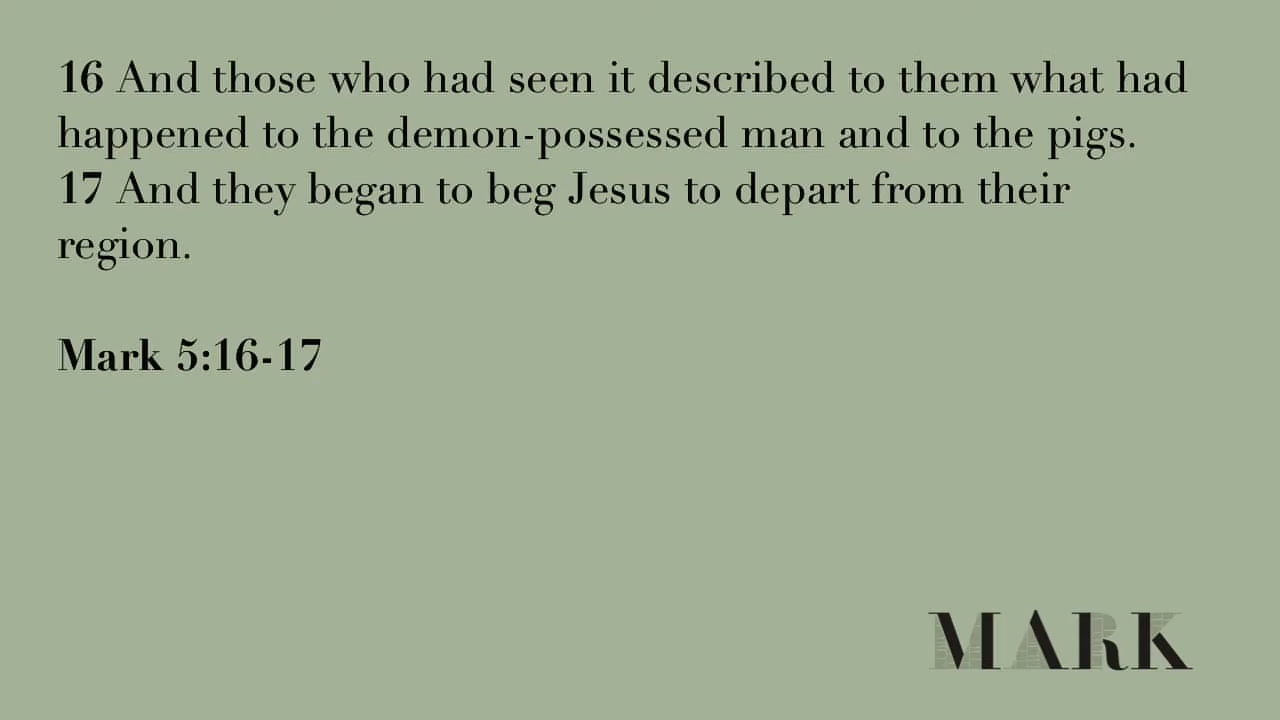 16 And those who had seen it described to them what had
happened to the demon-possessed man and to the pigs.
17 And they began to beg Jesus to depart from their
region.
Mark 5:16-17
MARK